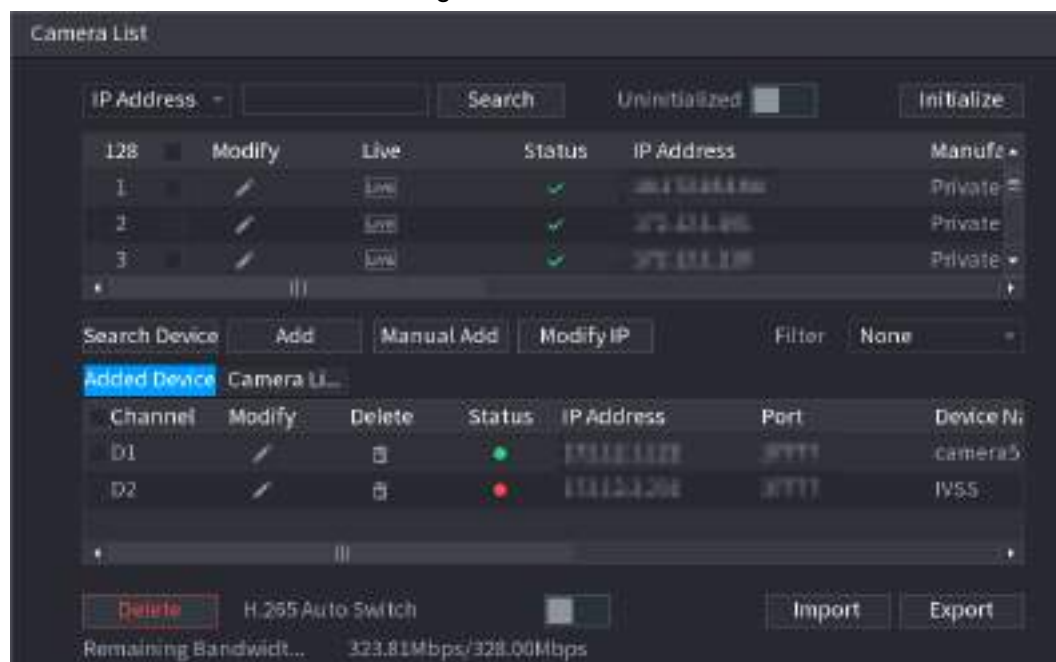 Camera List
IP Address Search Uninitialized Initialize
128 Modify Live Status IP Address Manufa
1 Live Private
2 Live Private
3 Live Private
Search Device Add Manual Add Modify IP Filter None
Added Device Camera Li...
Channel Modify Delete Status IP Address Port Device Na
D1 camera5
D2 IVSS
Delete H.265 Auto Switch Import Export
Remaining Bandwidt... 323.81Mbps/328.00Mbps